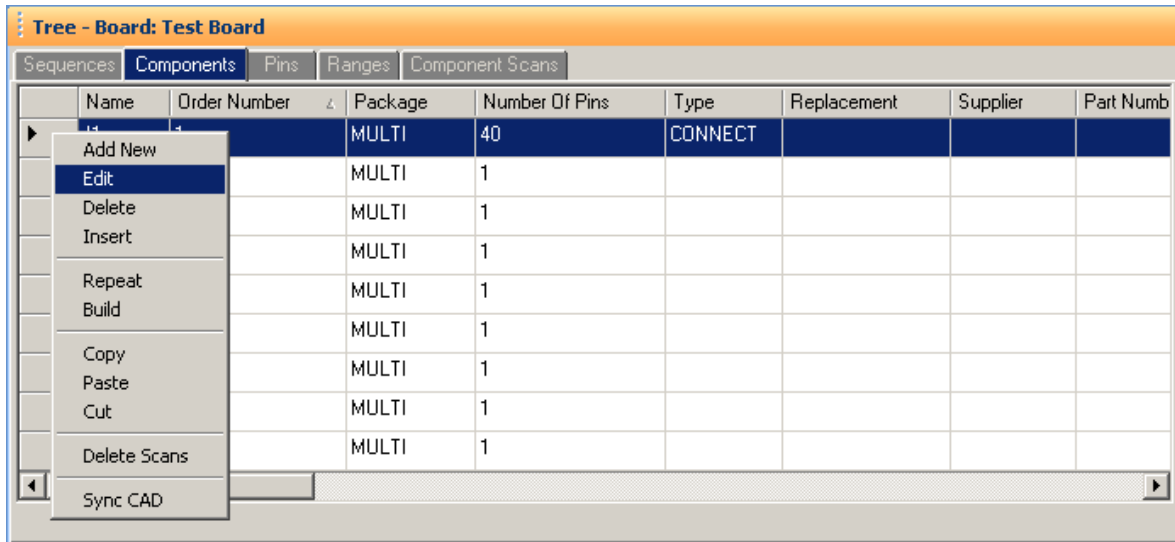 Tree - Board: Test Board
Sequences Components Pins Ranges Component Scans
Name Order Number Package Number Of Pins Type Replacement Supplier Part Numb
MULTI 40 CONNECT
Add New
Edit
MULTI 1
Delete
MULTI 1
Insert
MULTI 1
Repeat
MULTI 1
Build
MULTI 1
Copy
MULTI 1
Paste
Cut
MULTI 1
Delete Scans
MULTI 1
Sync CAD